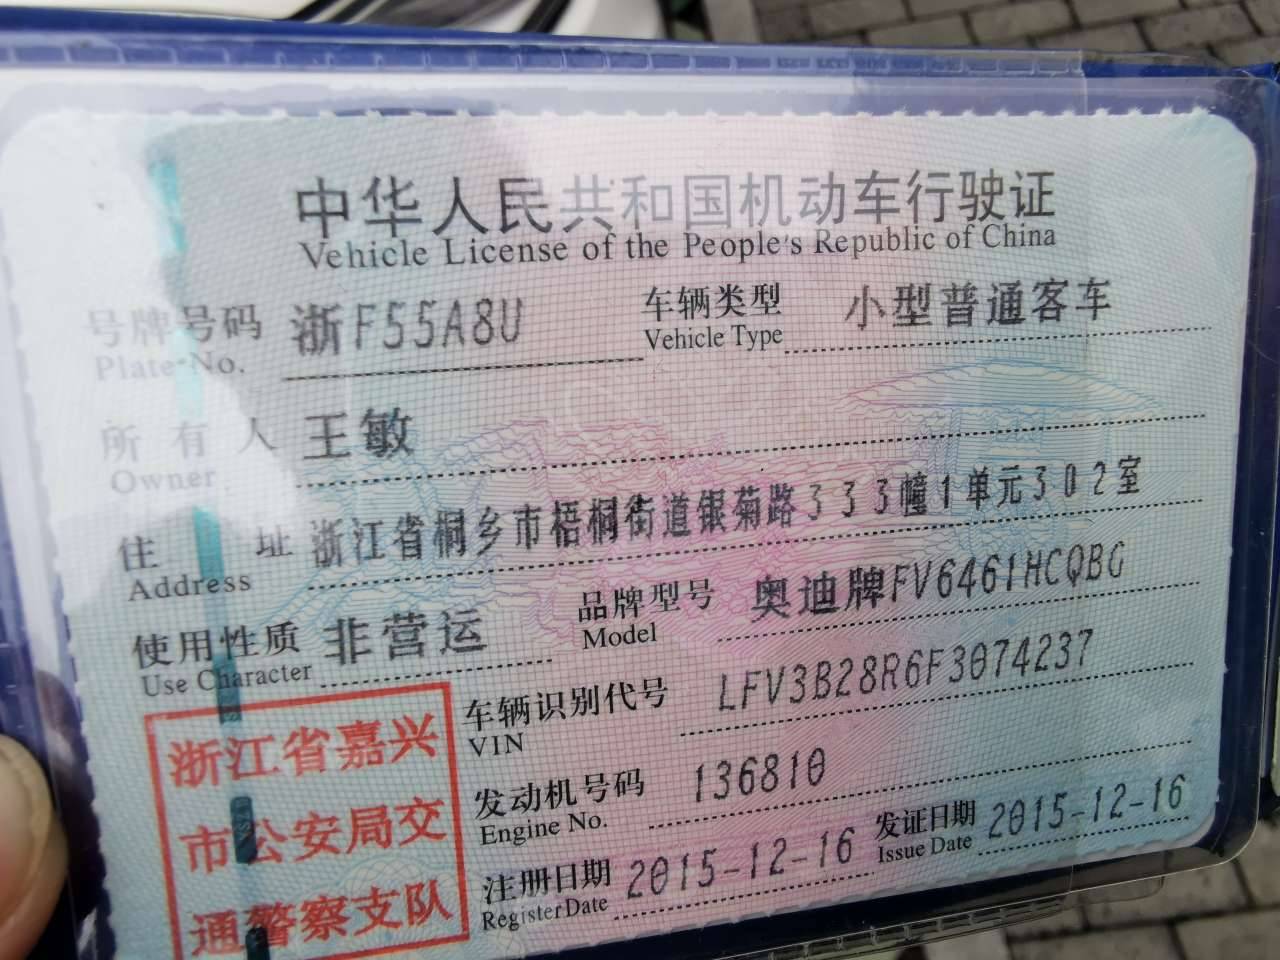 中华人民共和国机动车行驶证
Vehicle License of the People's Republic of China
号牌号码 浙F55A8U 车辆类型 小型普通客车
Plate No. Vehicle Type
所有人 王敏
Owner
住址 浙江省桐乡市梧桐街道银菊路333幢1单元302室
Address
使用性质 非营运 品牌型号 奥迪牌FV6461HCQBG
Use Character Model
车辆识别代号 LFV3B28R6F3074237
VIN
发动机号码 136810
Engine No.
注册日期 2015-12-16 发证日期 2015-12-16
Register Date Issue Date
浙江省嘉兴
市公安局交
通警察支队